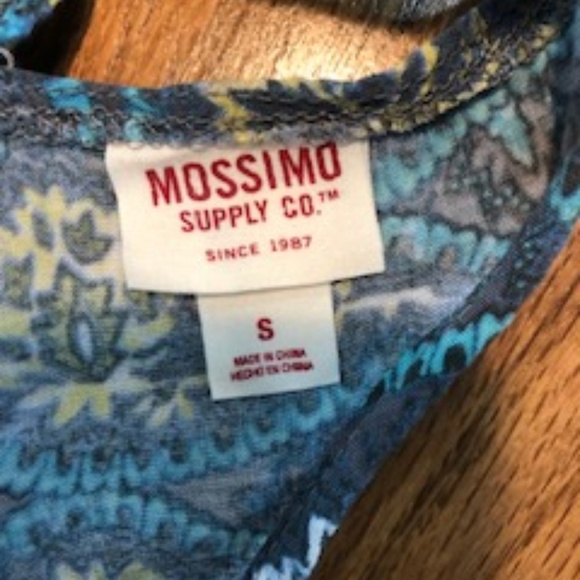 MOSSIMO
SUPPLY CO.™
SINCE 1987
S
MADE IN CHINA
HECHO EN CHINA